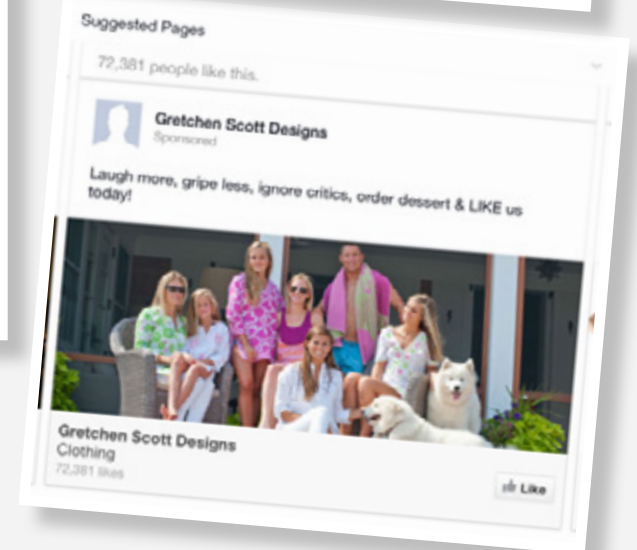 Suggested Pages
72,381 people like this.
Gretchen Scott Designs
Sponsored
Laugh more, gripe less, ignore critics, order dessert & LIKE us
today!
Gretchen Scott Designs
Clothing
72,381 likes
Like